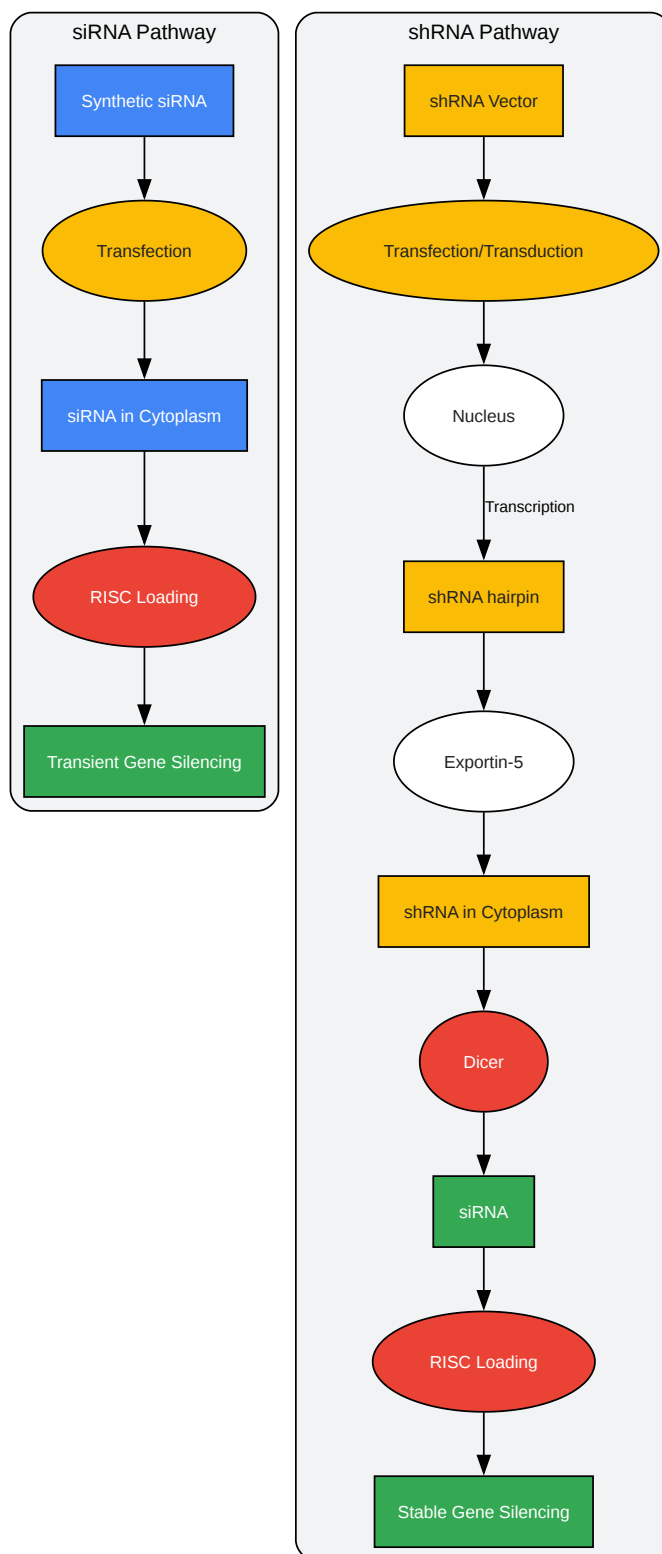 siRNA Pathway
Synthetic siRNA
Transfection
siRNA in Cytoplasm
RISC Loading
Transient Gene Silencing
shRNA Pathway
shRNA Vector
Transfection/Transduction
Nucleus
Transcription
shRNA hairpin
Exportin-5
shRNA in Cytoplasm
Dicer
siRNA
RISC Loading
Stable Gene Silencing